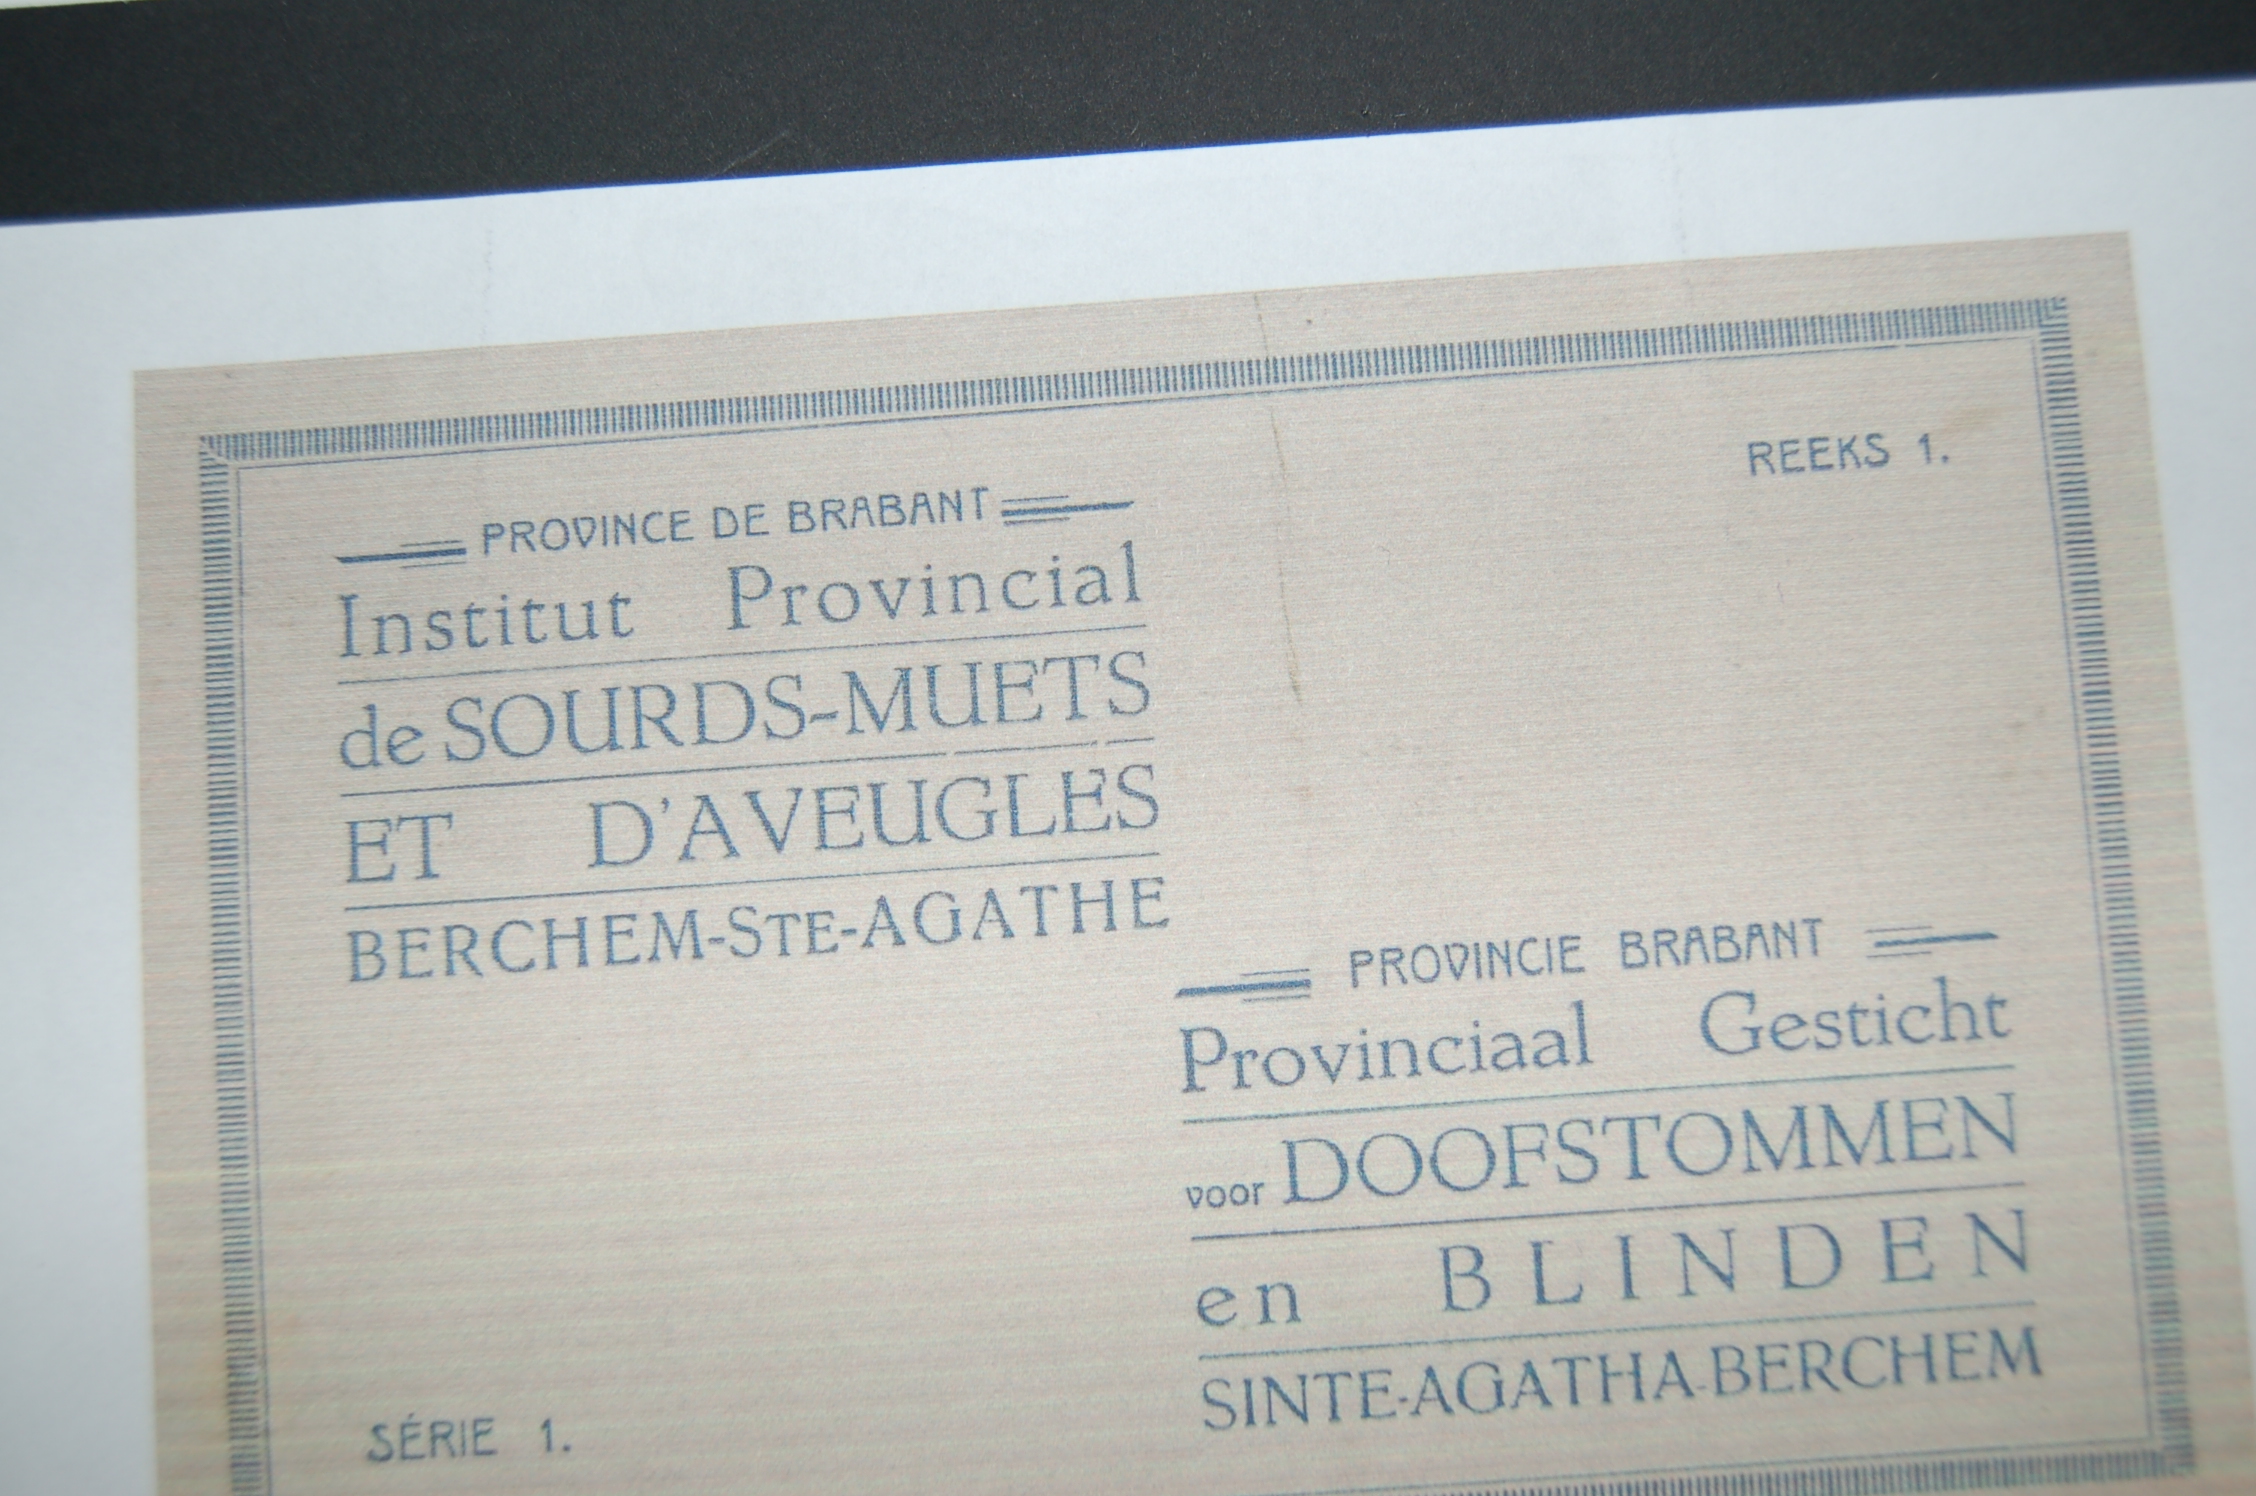 REEKS 1.
PROVINCE DE BRABANT
Institut Provincial
de SOURDS-MUETS
ET D'AVEUGLES
BERCHEM-STE-AGATHE
PROVINCIE BRABANT
Provinciaal Gesticht
voor DOOFSTOMMEN
en BLINDEN
SINTE-AGATHA-BERCHEM
SÉRIE 1.